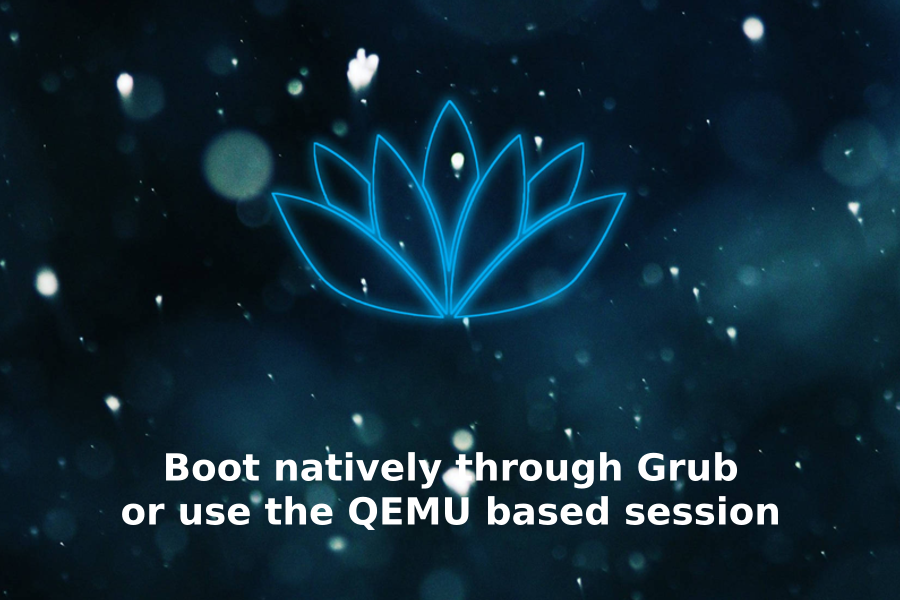 Boot natively through Grub
or use the QEMU based session